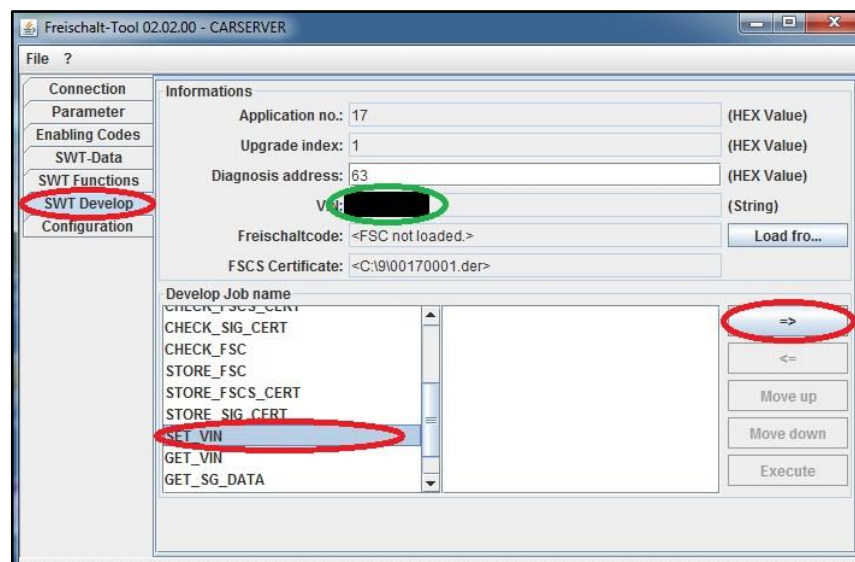 Freischalt-Tool 02.02.00 - CARSERVER
File ?
Connection
Parameter
Enabling Codes
SWT-Data
SWT Functions
SWT Develop
Configuration
Informations
Application no.: 17 (HEX Value)
Upgrade index: 1 (HEX Value)
Diagnosis address: 63 (HEX Value)
(String)
Freischaltcode: <FSC not loaded.> Load fro...
FSCS Certificate: <C:\9\00170001.der>
Develop Job name
CHECK_FSCS_CERT
CHECK_SIG_CERT
CHECK_FSC
STORE_FSC
STORE_FSCS_CERT
STORE_SIG_CERT
SET_VIN
GET_VIN
GET_SG_DATA
=>
<=
Move up
Move down
Execute